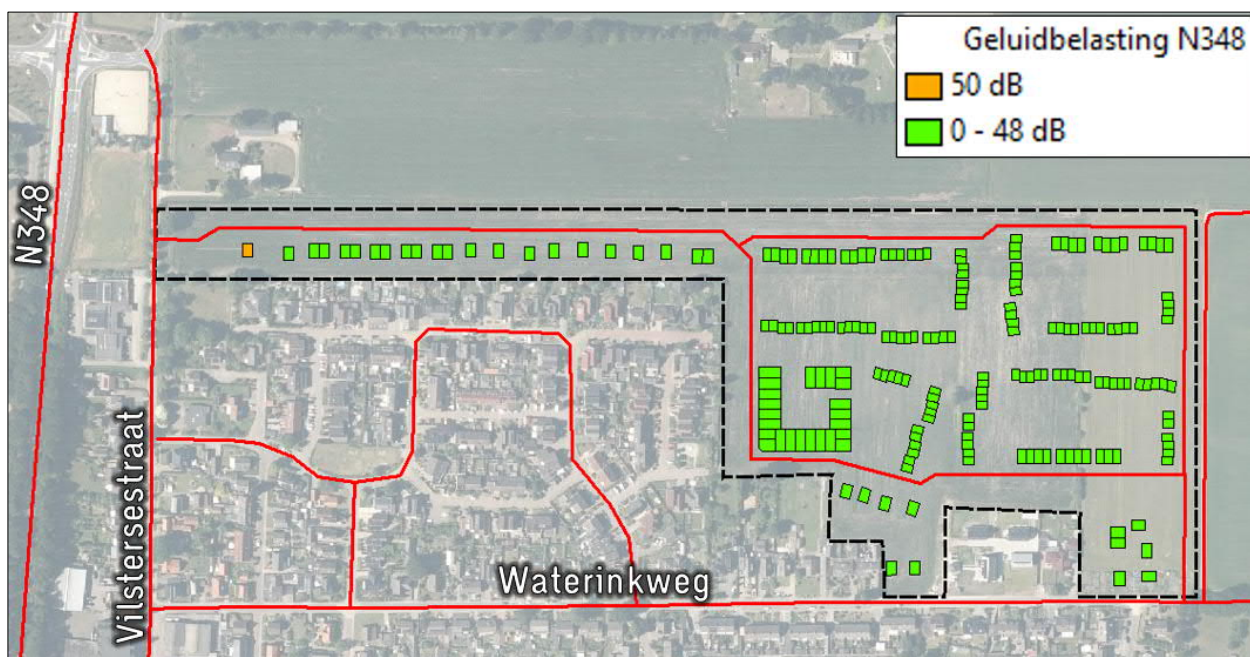 Geluidbelasting N348
50 dB
0 - 48 dB
N348
Vilstersestraat
Waterinkweg